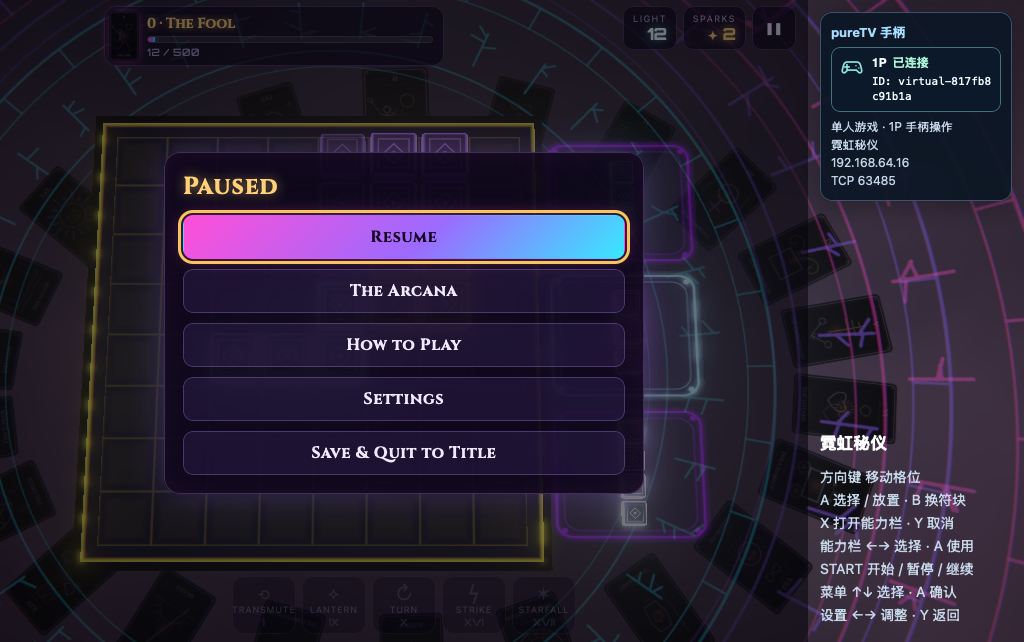 0 · The Fool
12 / 500
LIGHT
12
SPARKS
2
Paused
Resume
The Arcana
How to Play
Settings
Save & Quit to Title
TRANSMUTE
I
LANTERN
IX
TURN
X
STRIKE
XVI
STARFALL
XVII
pureTV 手柄
1P 已连接
ID: virtual-817fb8
c91b1a
单人游戏 · 1P 手柄操作
霓虹秘仪
192.168.64.16
TCP 63485
霓虹秘仪
方向键 移动格位
A 选择 / 放置 · B 换符块
X 打开能力栏 · Y 取消
能力栏 ←→ 选择 · A 使用
START 开始 / 暂停 / 继续
菜单 ↑↓ 选择 · A 确认
设置 ←→ 调整 · Y 返回